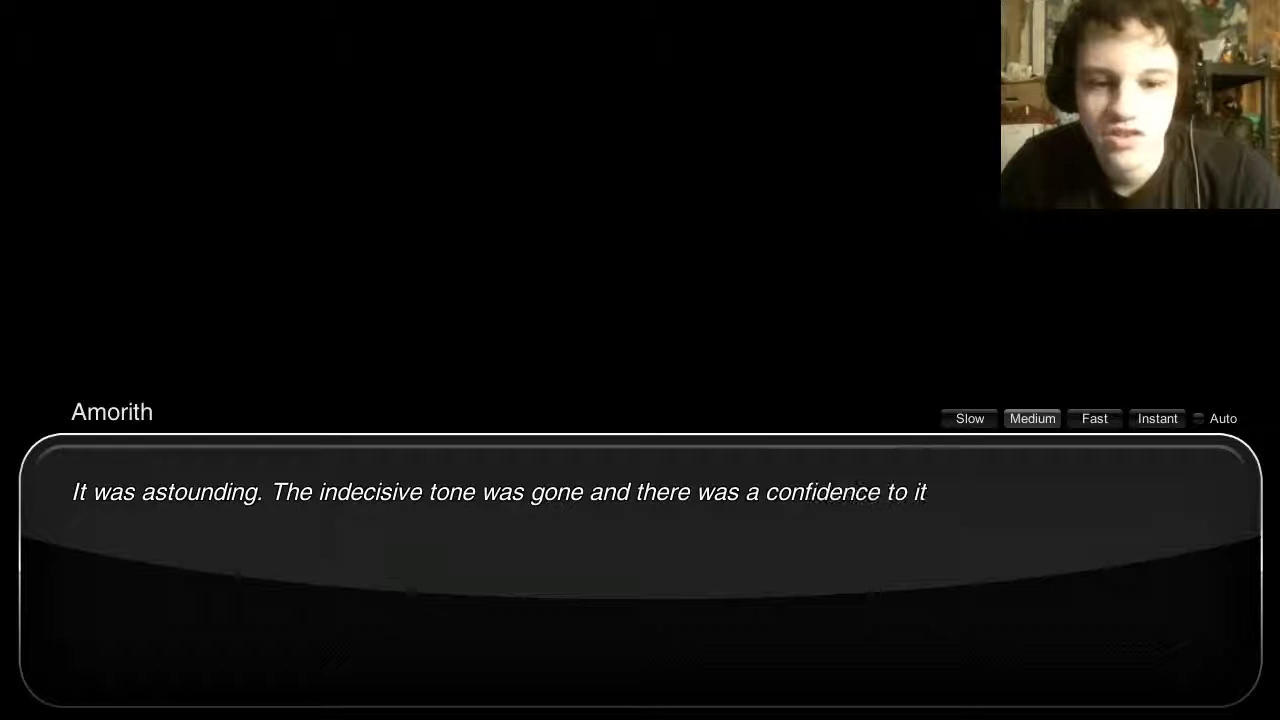 Amorith
Slow Medium Fast Instant Auto
It was astounding. The indecisive tone was gone and there was a confidence to it